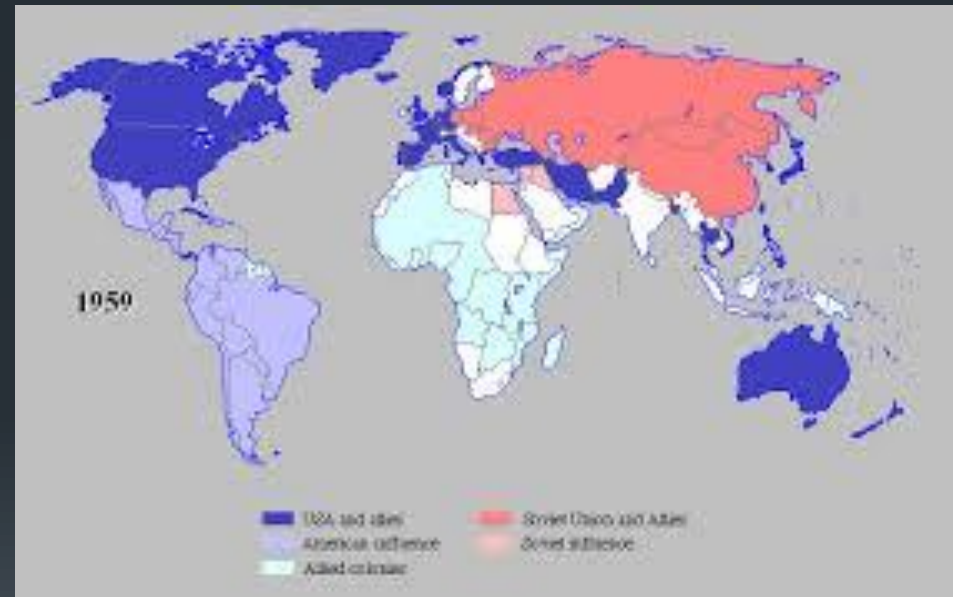 1959
USA and allies
American influence
Allied colonies
Soviet Union and Allies
Soviet influence